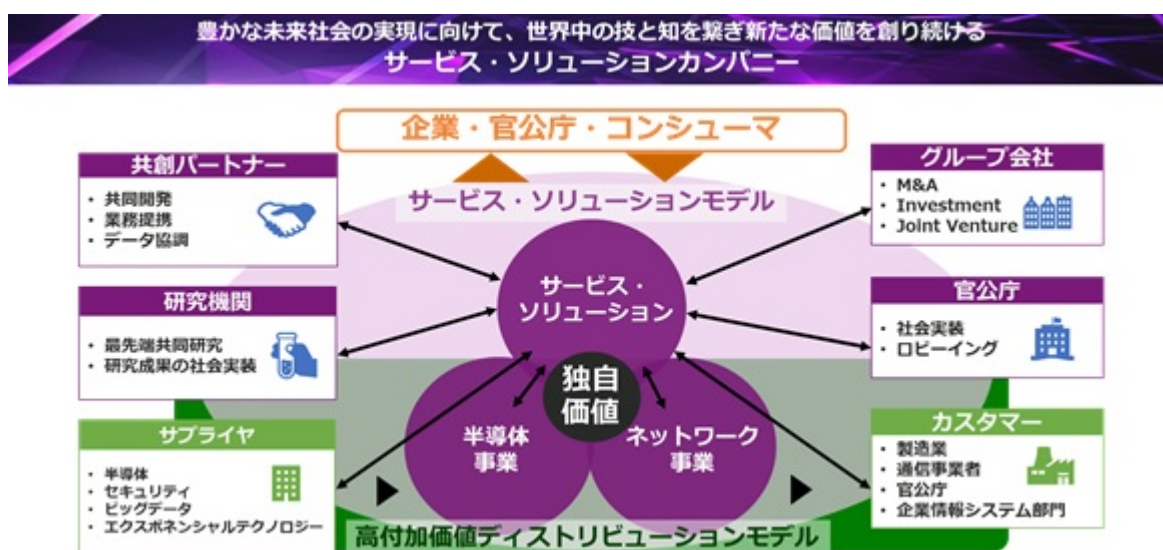 豊かな未来社会の実現に向けて、世界中の技と知を繋ぎ新たな価値を創り続ける
サービス・ソリューションカンパニー
企業・官公庁・コンシューマ
サービス・ソリューションモデル
共創パートナー
・ 共同開発
・ 業務提携
・ データ協調
研究機関
・ 最先端共同研究
・ 研究成果の社会実装
サプライヤ
・ 半導体
・ セキュリティ
・ ビッグデータ
・ エクスポネンシャルテクノロジー
サービス・
ソリューション
独自
価値
半導体
事業
ネットワーク
事業
グループ会社
・ M&A
・ Investment
・ Joint Venture
官公庁
・ 社会実装
・ ロビーイング
カスタマー
・ 製造業
・ 通信事業者
・ 官公庁
・ 企業情報システム部門
高付加価値ディストリビューションモデル